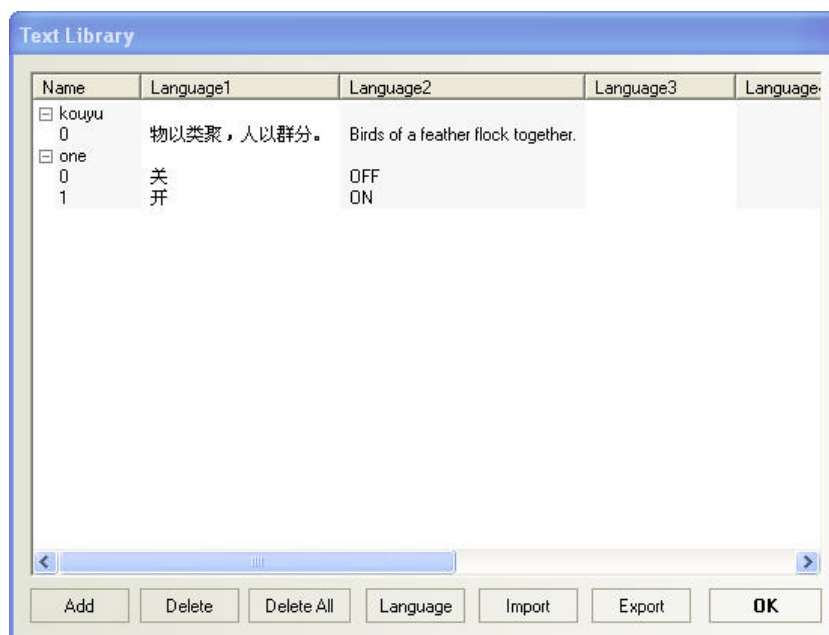 Text Library
Name Language1 Language2 Language3 Language
kouyu
0 物以类聚，人以群分。 Birds of a feather flock together.
one
0 关 OFF
1 开 ON
Add Delete Delete All Language Import Export OK